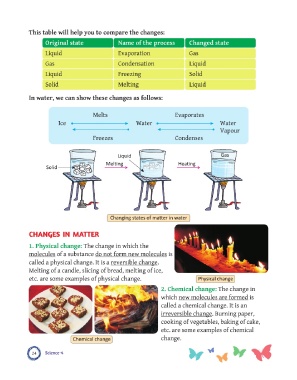 This table will help you to compare the changes:
Original state Name of the process Changed state
Liquid Evaporation Gas
Gas Condensation Liquid
Liquid Freezing Solid
Solid Melting Liquid
In water, we can show these changes as follows:
Melts Evaporates
Ice Water Water
Vapour
Freezes Condenses
Liquid Gas
Solid Melting Heating
Changing states of matter in water
CHANGES IN MATTER
1. Physical change: The change in which the
molecules of a substance do not form new molecules is
called a physical change. It is a reversible change.
Melting of a candle, slicing of bread, melting of ice,
etc. are some examples of physical change.
Physical change
2. Chemical change: The change in
which new molecules are formed is
called a chemical change. It is an
irreversible change. Burning paper,
cooking of vegetables, baking of cake,
etc. are some examples of chemical
change.
Chemical change
24 Science 4